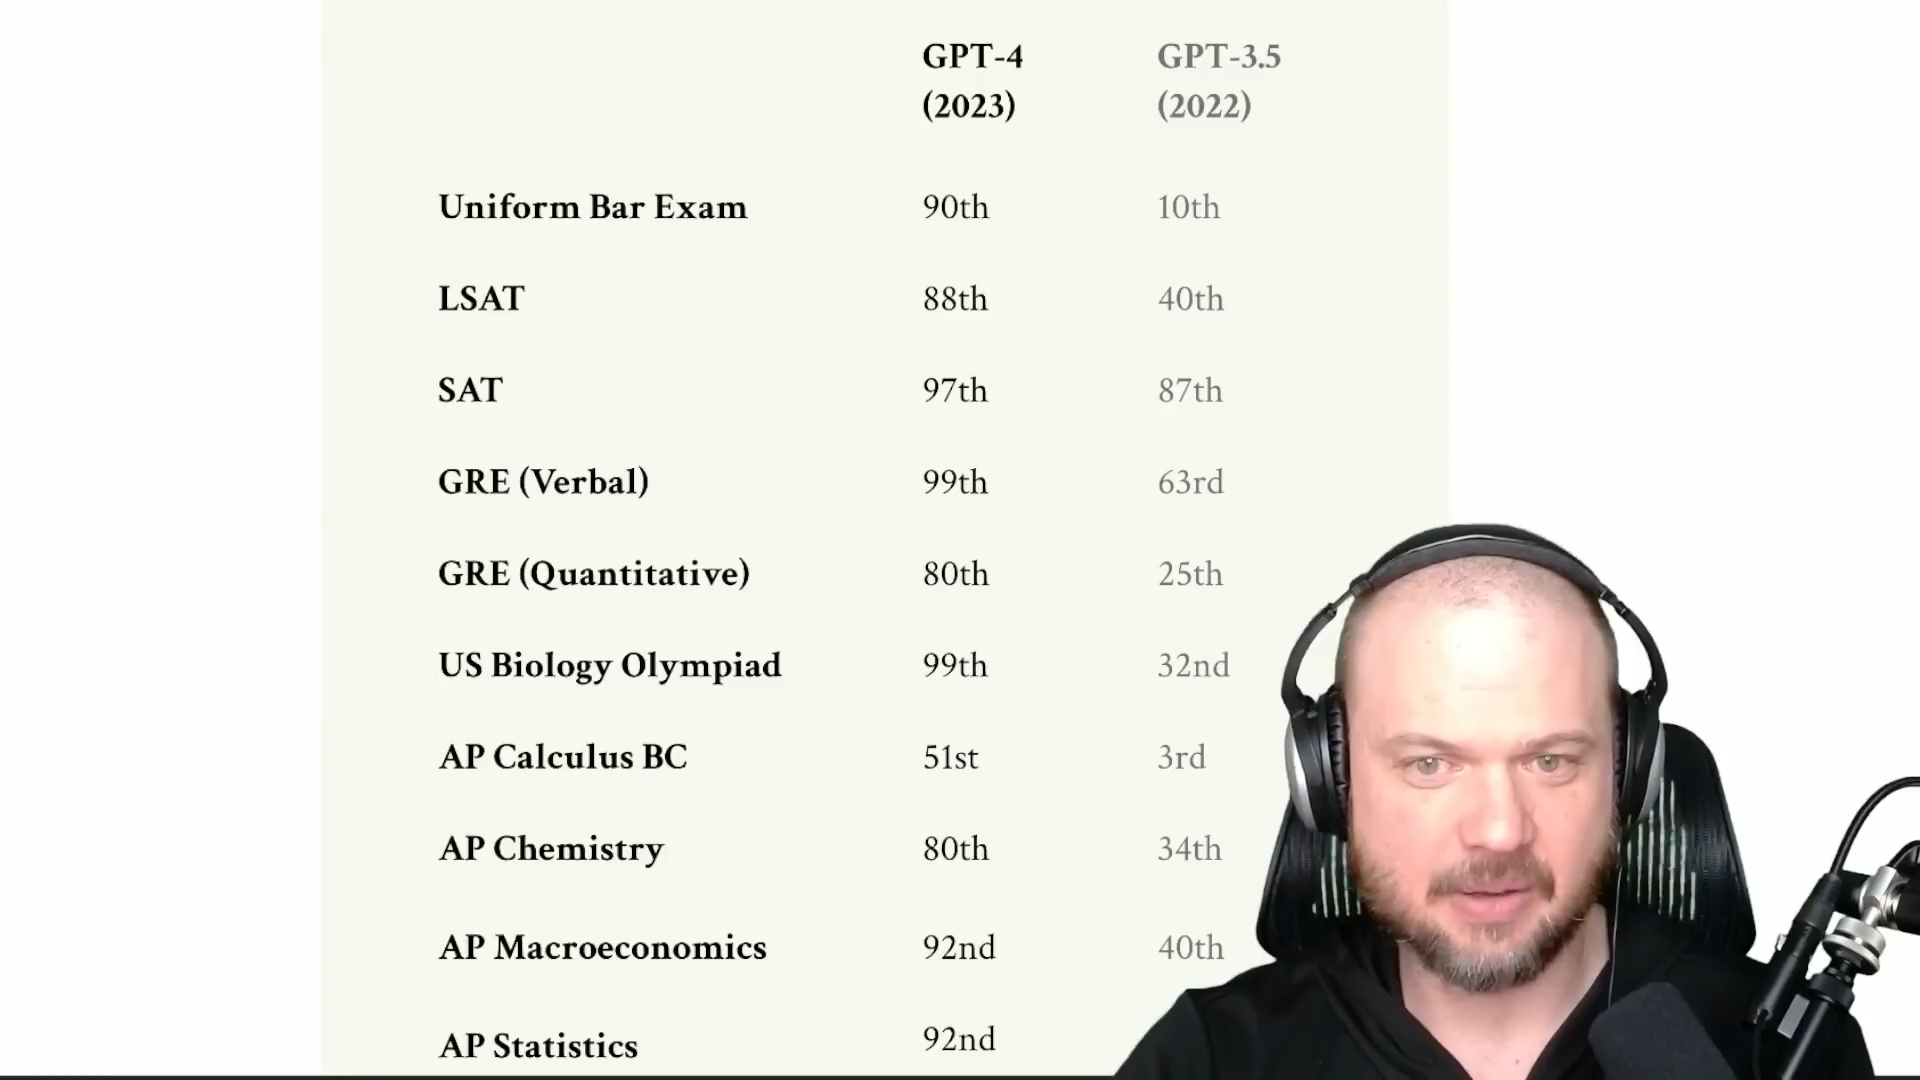 GPT-4 GPT-3.5
(2023) (2022)
Uniform Bar Exam 90th 10th
LSAT 88th 40th
SAT 97th 87th
GRE (Verbal) 99th 63rd
GRE (Quantitative) 80th 25th
US Biology Olympiad 99th 32nd
AP Calculus BC 51st 3rd
AP Chemistry 80th 34th
AP Macroeconomics 92nd 40th
AP Statistics 92nd